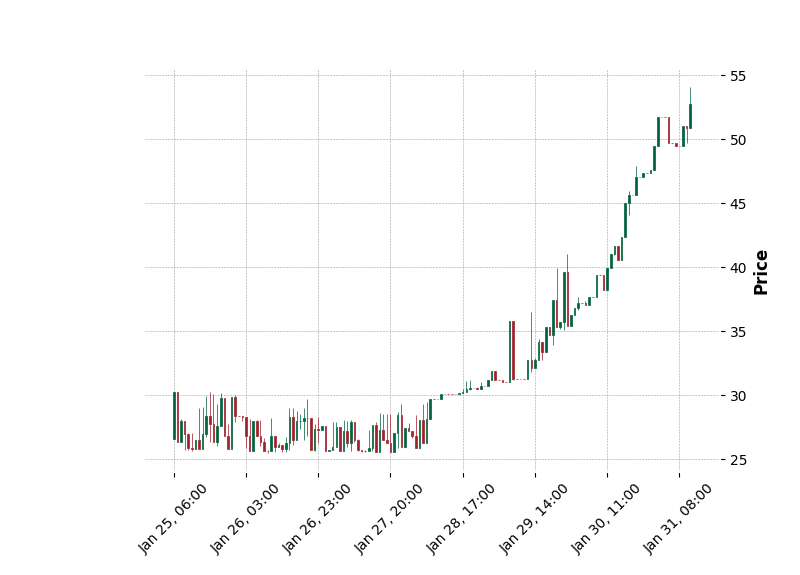 55
50
45
40
35
30
25
Price
Jan 25, 06:00
Jan 26, 03:00
Jan 26, 23:00
Jan 27, 20:00
Jan 28, 17:00
Jan 29, 14:00
Jan 30, 11:00
Jan 31, 08:00